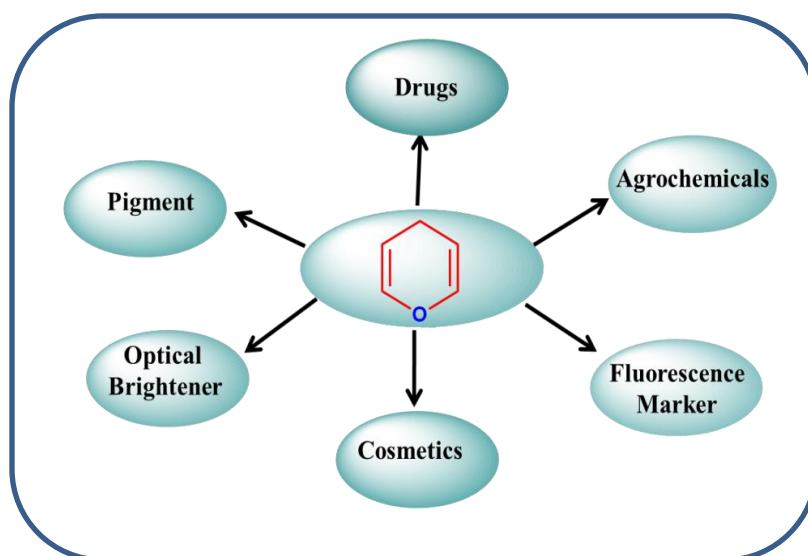 Drugs
Agrochemicals
Pigment
O
Optical
Brightener
Fluorescence
Marker
Cosmetics